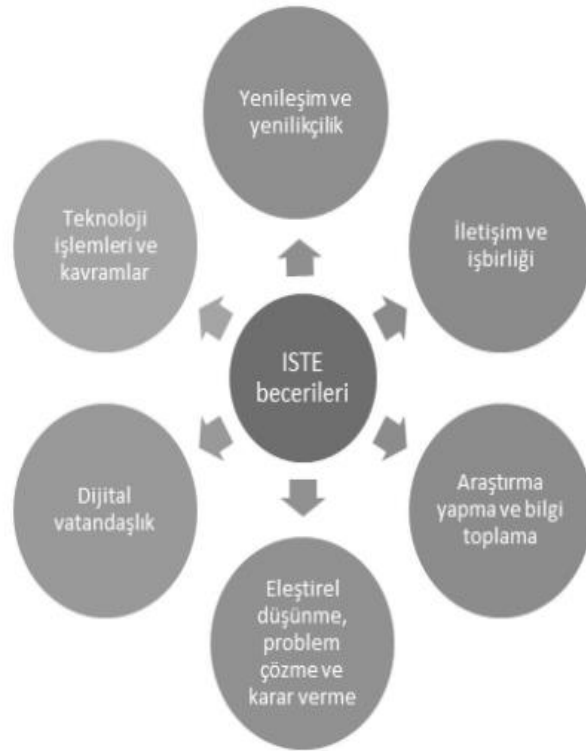 Yenileşim ve
yenilikçilik
İletişim ve
işbirliği
Araştırma
yapma ve bilgi
toplama
Eleştirel
düşünme,
problem
çözme ve
karar verme
Dijital
vatandaşlık
Teknoloji
işlemleri ve
kavramlar
ISTE
becerileri